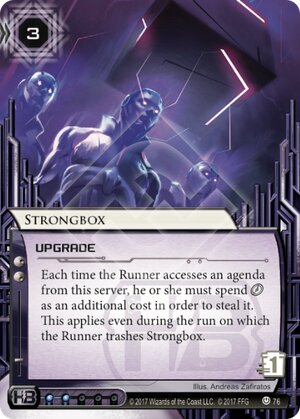 3
STRONGBOX
UPGRADE
Each time the Runner accesses an agenda
from this server, he or she must spend
as an additional cost in order to steal it.
This applies even during the run on which
the Runner trashes Strongbox.
1
Illus. Andreas Zafiratos
HB
© 2017 Wizards of the Coast LLC. © 2017 FFG
76